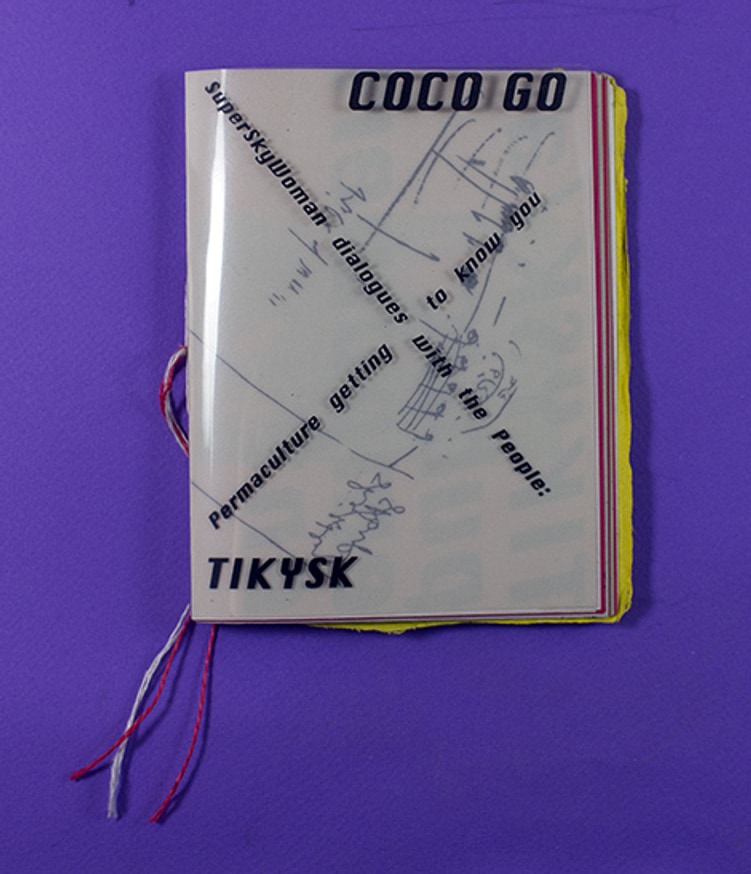 COCO GO
SuperSkyWoman dialogues with the People:
Permaculture getting to know you
TIKYSK